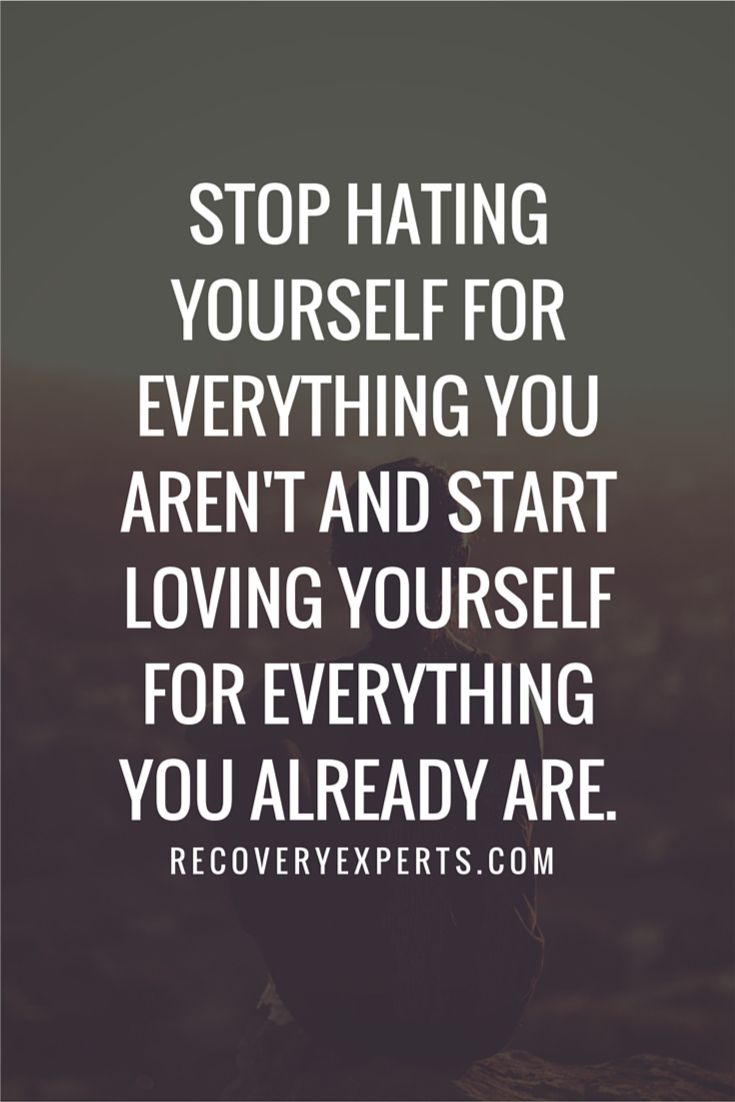 STOP HATING
YOURSELF FOR
EVERYTHING YOU
AREN'T AND START
LOVING YOURSELF
FOR EVERYTHING
YOU ALREADY ARE.
RECOVERYEXPERTS.COM